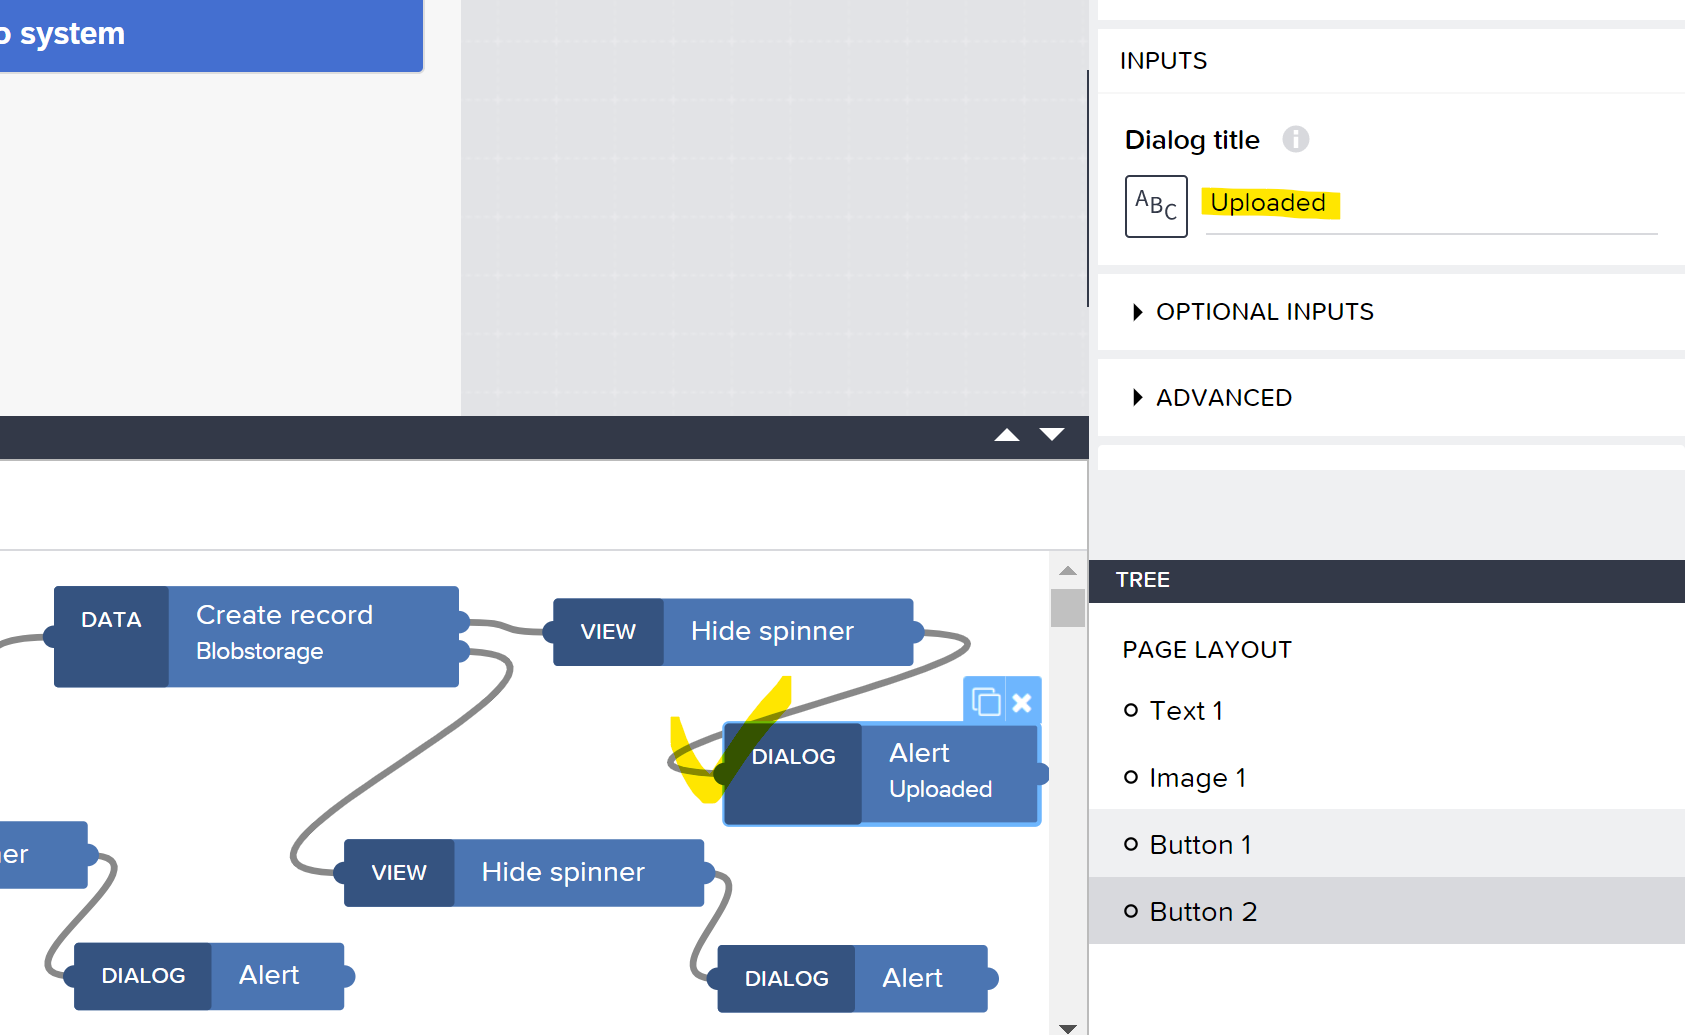 o system
INPUTS
Dialog title
ABC
Uploaded
OPTIONAL INPUTS
ADVANCED
DATA
Create record
Blobstorage
VIEW
Hide spinner
DIALOG
Alert
Uploaded
er
VIEW
Hide spinner
DIALOG
Alert
DIALOG
Alert
TREE
PAGE LAYOUT
Text 1
Image 1
Button 1
Button 2